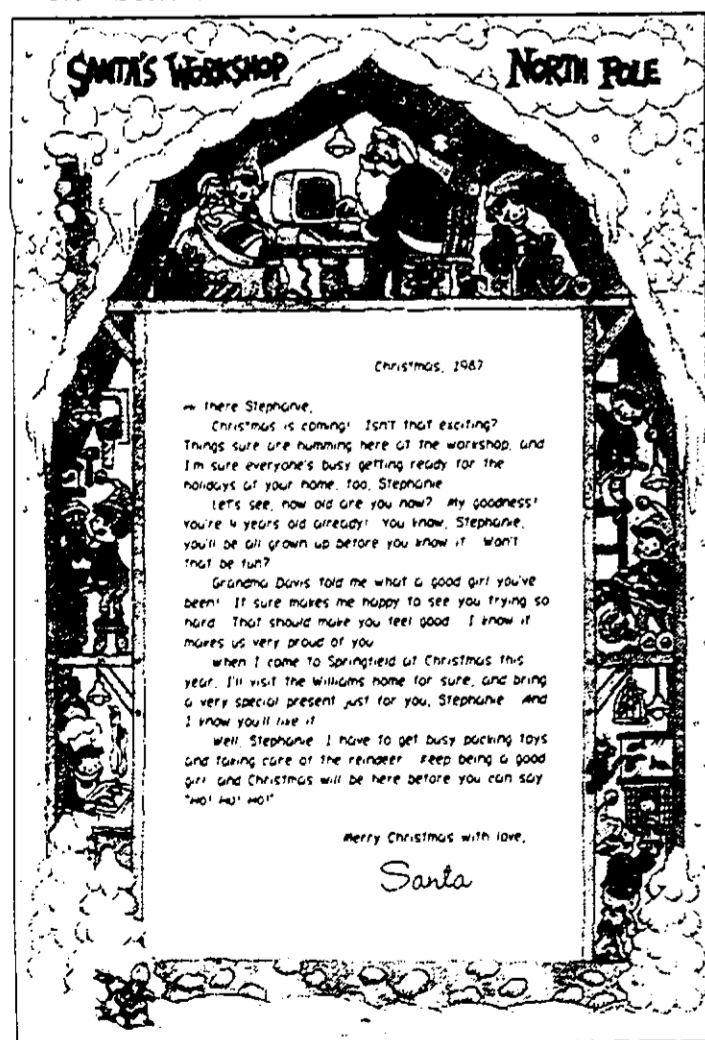 SANTA'S WORKSHOP
NORTH POLE
Christmas, 1987
Hi there Stephanie,
Christmas is coming! Isn't that exciting?
Things sure are humming here at the workshop, and
I'm sure everyone's busy getting ready for the
holidays at your home, too, Stephanie
Let's see, how old are you now? My goodness!
You're 4 years old already! You know, Stephanie,
you'll be all grown up before you know it. Won't
that be fun?
Grandma Davis told me what a good girl you've
been! It sure makes me happy to see you trying so
hard. That should make you feel good. I know it
makes us very proud of you
When I come to Springfield at Christmas this
year, I'll visit the Williams home for sure, and bring
a very special present just for you, Stephanie. And
I know you'll like it
Well, Stephanie I have to get busy packing toys
and taking care of the reindeer. Keep being a good
girl and Christmas will be here before you can say
"Ho! Ho! Ho!"
Merry Christmas with love,
Santa